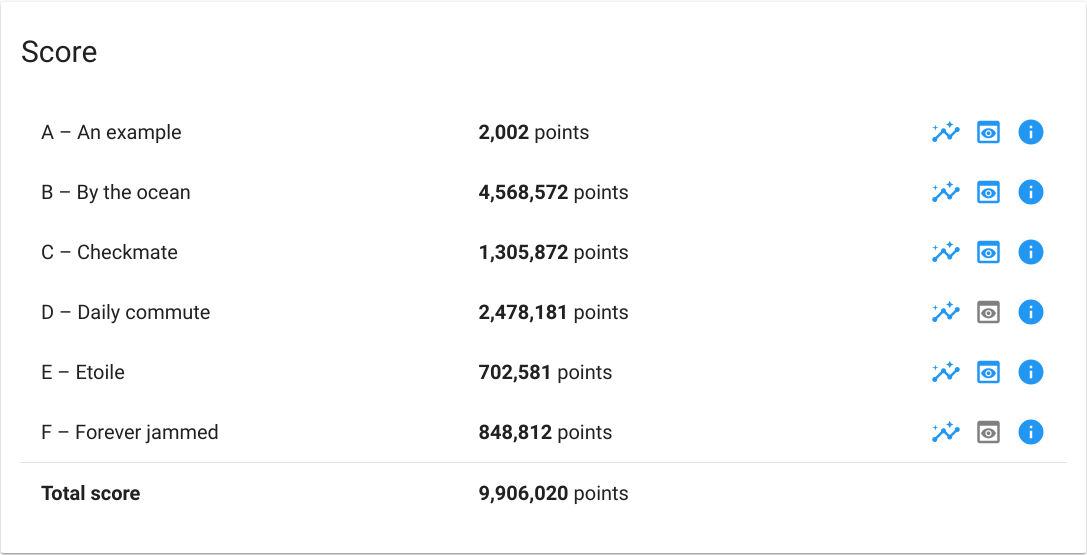 Score
A – An example 2,002 points
B – By the ocean 4,568,572 points
C – Checkmate 1,305,872 points
D – Daily commute 2,478,181 points
E – Etoile 702,581 points
F – Forever jammed 848,812 points
Total score 9,906,020 points